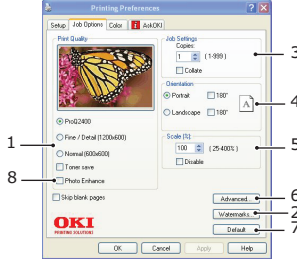 Printing Preferences
Setup Job Options Color AskOKI
Print Quality
ProQ2400
Fine / Detail (1200x600)
Normal (600x600)
Toner save
Photo Enhance
Skip blank pages
OKI
PRINTING SOLUTIONS
Job Settings
Copies:
1 (1-999)
Collate
Orientation
Portrait 180°
Landscape 180°
A
Scale (%):
100 (25-400%)
Disable
Advanced...
Watermarks...
Default
OK Cancel Apply Help
1
8
3
4
5
6
2
7